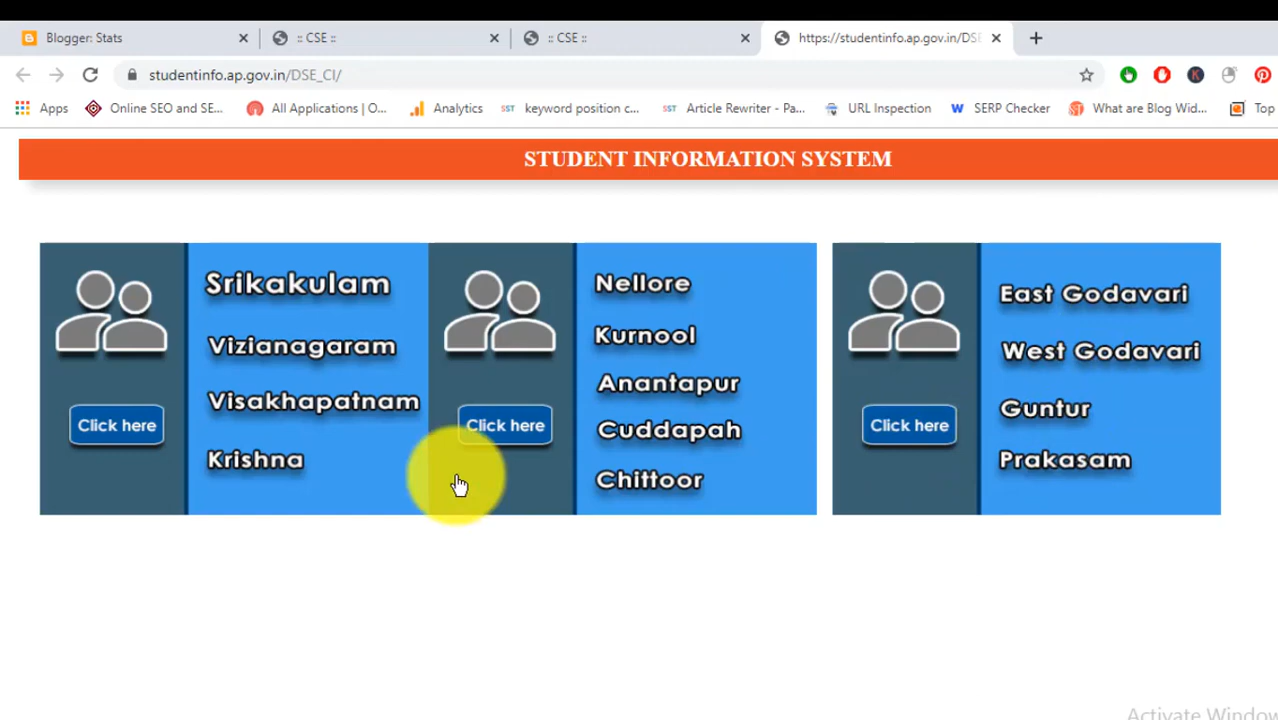 Blogger: Stats
:: CSE ::
:: CSE ::
https://studentinfo.ap.gov.in/DSE
studentinfo.ap.gov.in/DSE_CI/
Apps
Online SEO and SE...
All Applications | O...
Analytics
SST keyword position c...
SST Article Rewriter - Pa...
URL Inspection
W SERP Checker
What are Blog Wid...
Top
STUDENT INFORMATION SYSTEM
Srikakulam
Vizianagaram
Visakhapatnam
Krishna
Click here
Nellore
Kurnool
Anantapur
Cuddapah
Chittoor
Click here
East Godavari
West Godavari
Guntur
Prakasam
Click here
Activate Window